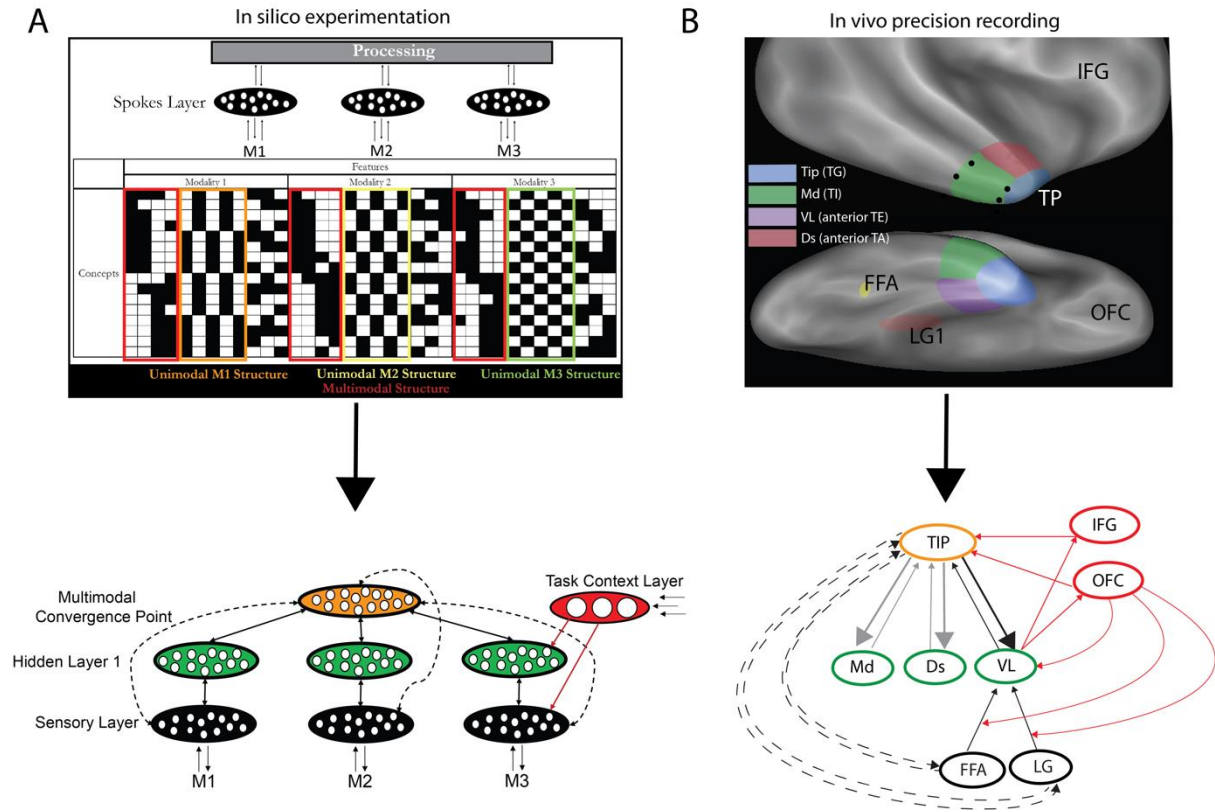 A
In silico experimentation
Processing
Spokes Layer
M1
M2
M3
Features
Modality 1
Modality 2
Modality 3
Concepts
Unimodal M1 Structure
Unimodal M2 Structure
Unimodal M3 Structure
Multimodal Structure
Multimodal
Convergence Point
Task Context Layer
Hidden Layer 1
Sensory Layer
M1
M2
M3
B
In vivo precision recording
IFG
Tip (TG)
Md (TI)
VL (anterior TE)
Ds (anterior TA)
TP
FFA
LG1
OFC
TIP
IFG
OFC
Md
Ds
VL
FFA
LG